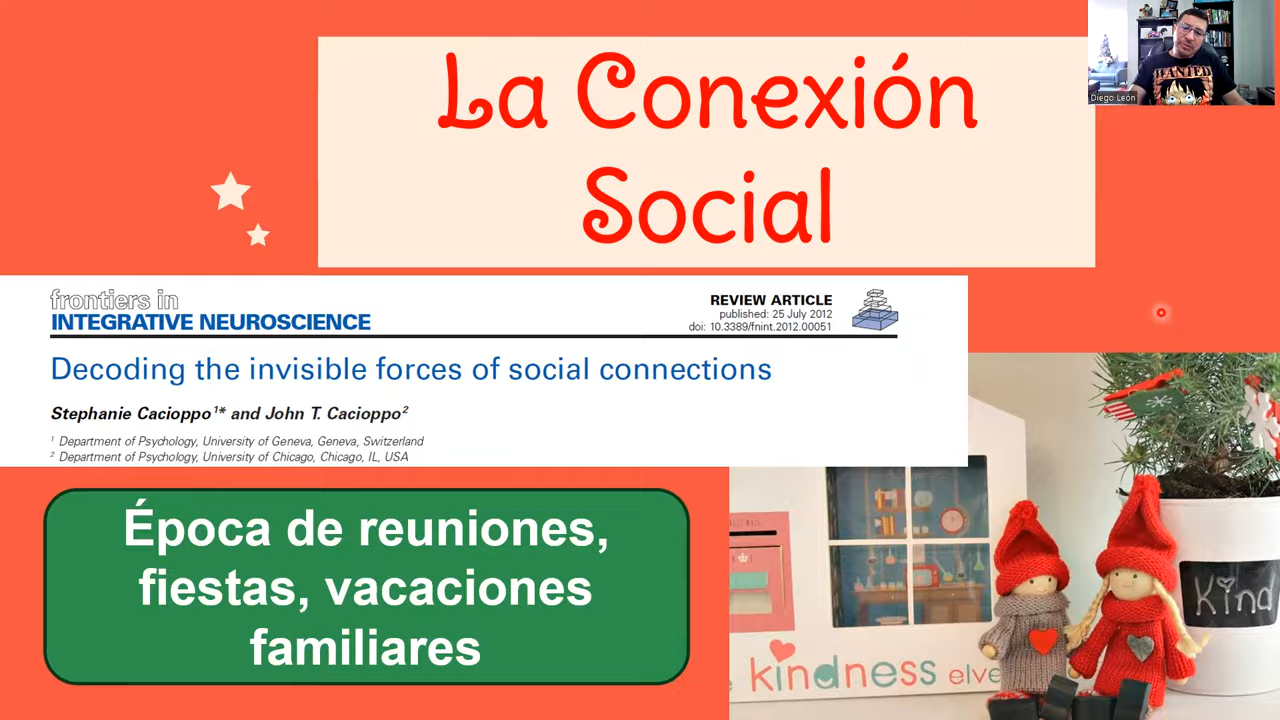 La Conexión
Social
Diego León
WANTED
frontiers in
INTEGRATIVE NEUROSCIENCE
REVIEW ARTICLE
published: 25 July 2012
doi: 10.3389/fnint.2012.00051
Decoding the invisible forces of social connections
Stephanie Cacioppo1* and John T. Cacioppo2
1 Department of Psychology, University of Geneva, Geneva, Switzerland
2 Department of Psychology, University of Chicago, Chicago, IL, USA
Época de reuniones,
fiestas, vacaciones
familiares
Kind
kindness elve